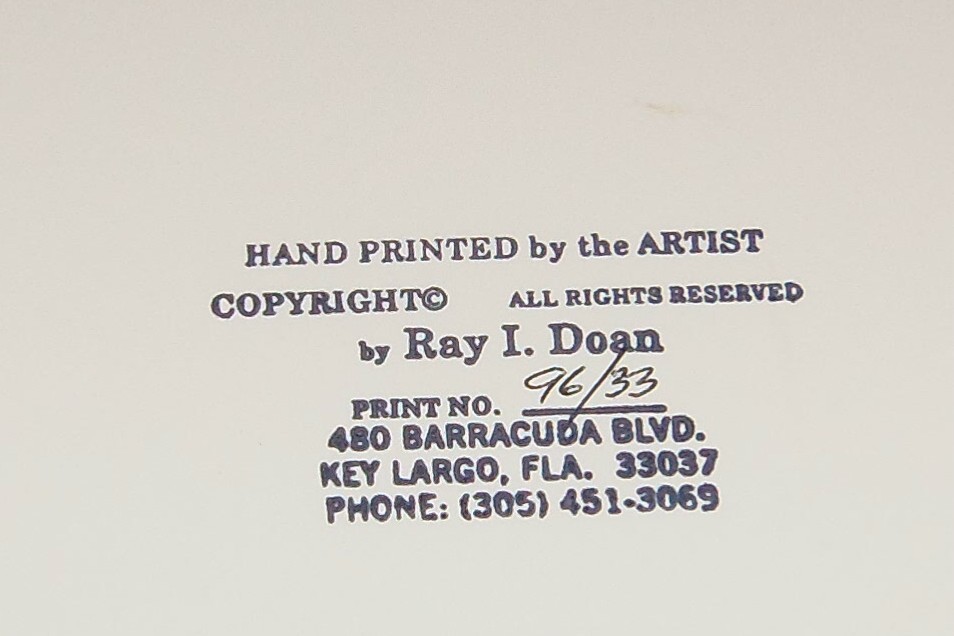 HAND PRINTED by the ARTIST
COPYRIGHT© ALL RIGHTS RESERVED
by Ray I. Doan
PRINT NO. 96/33
480 BARRACUDA BLVD.
KEY LARGO, FLA. 33037
PHONE: (305) 451-3069